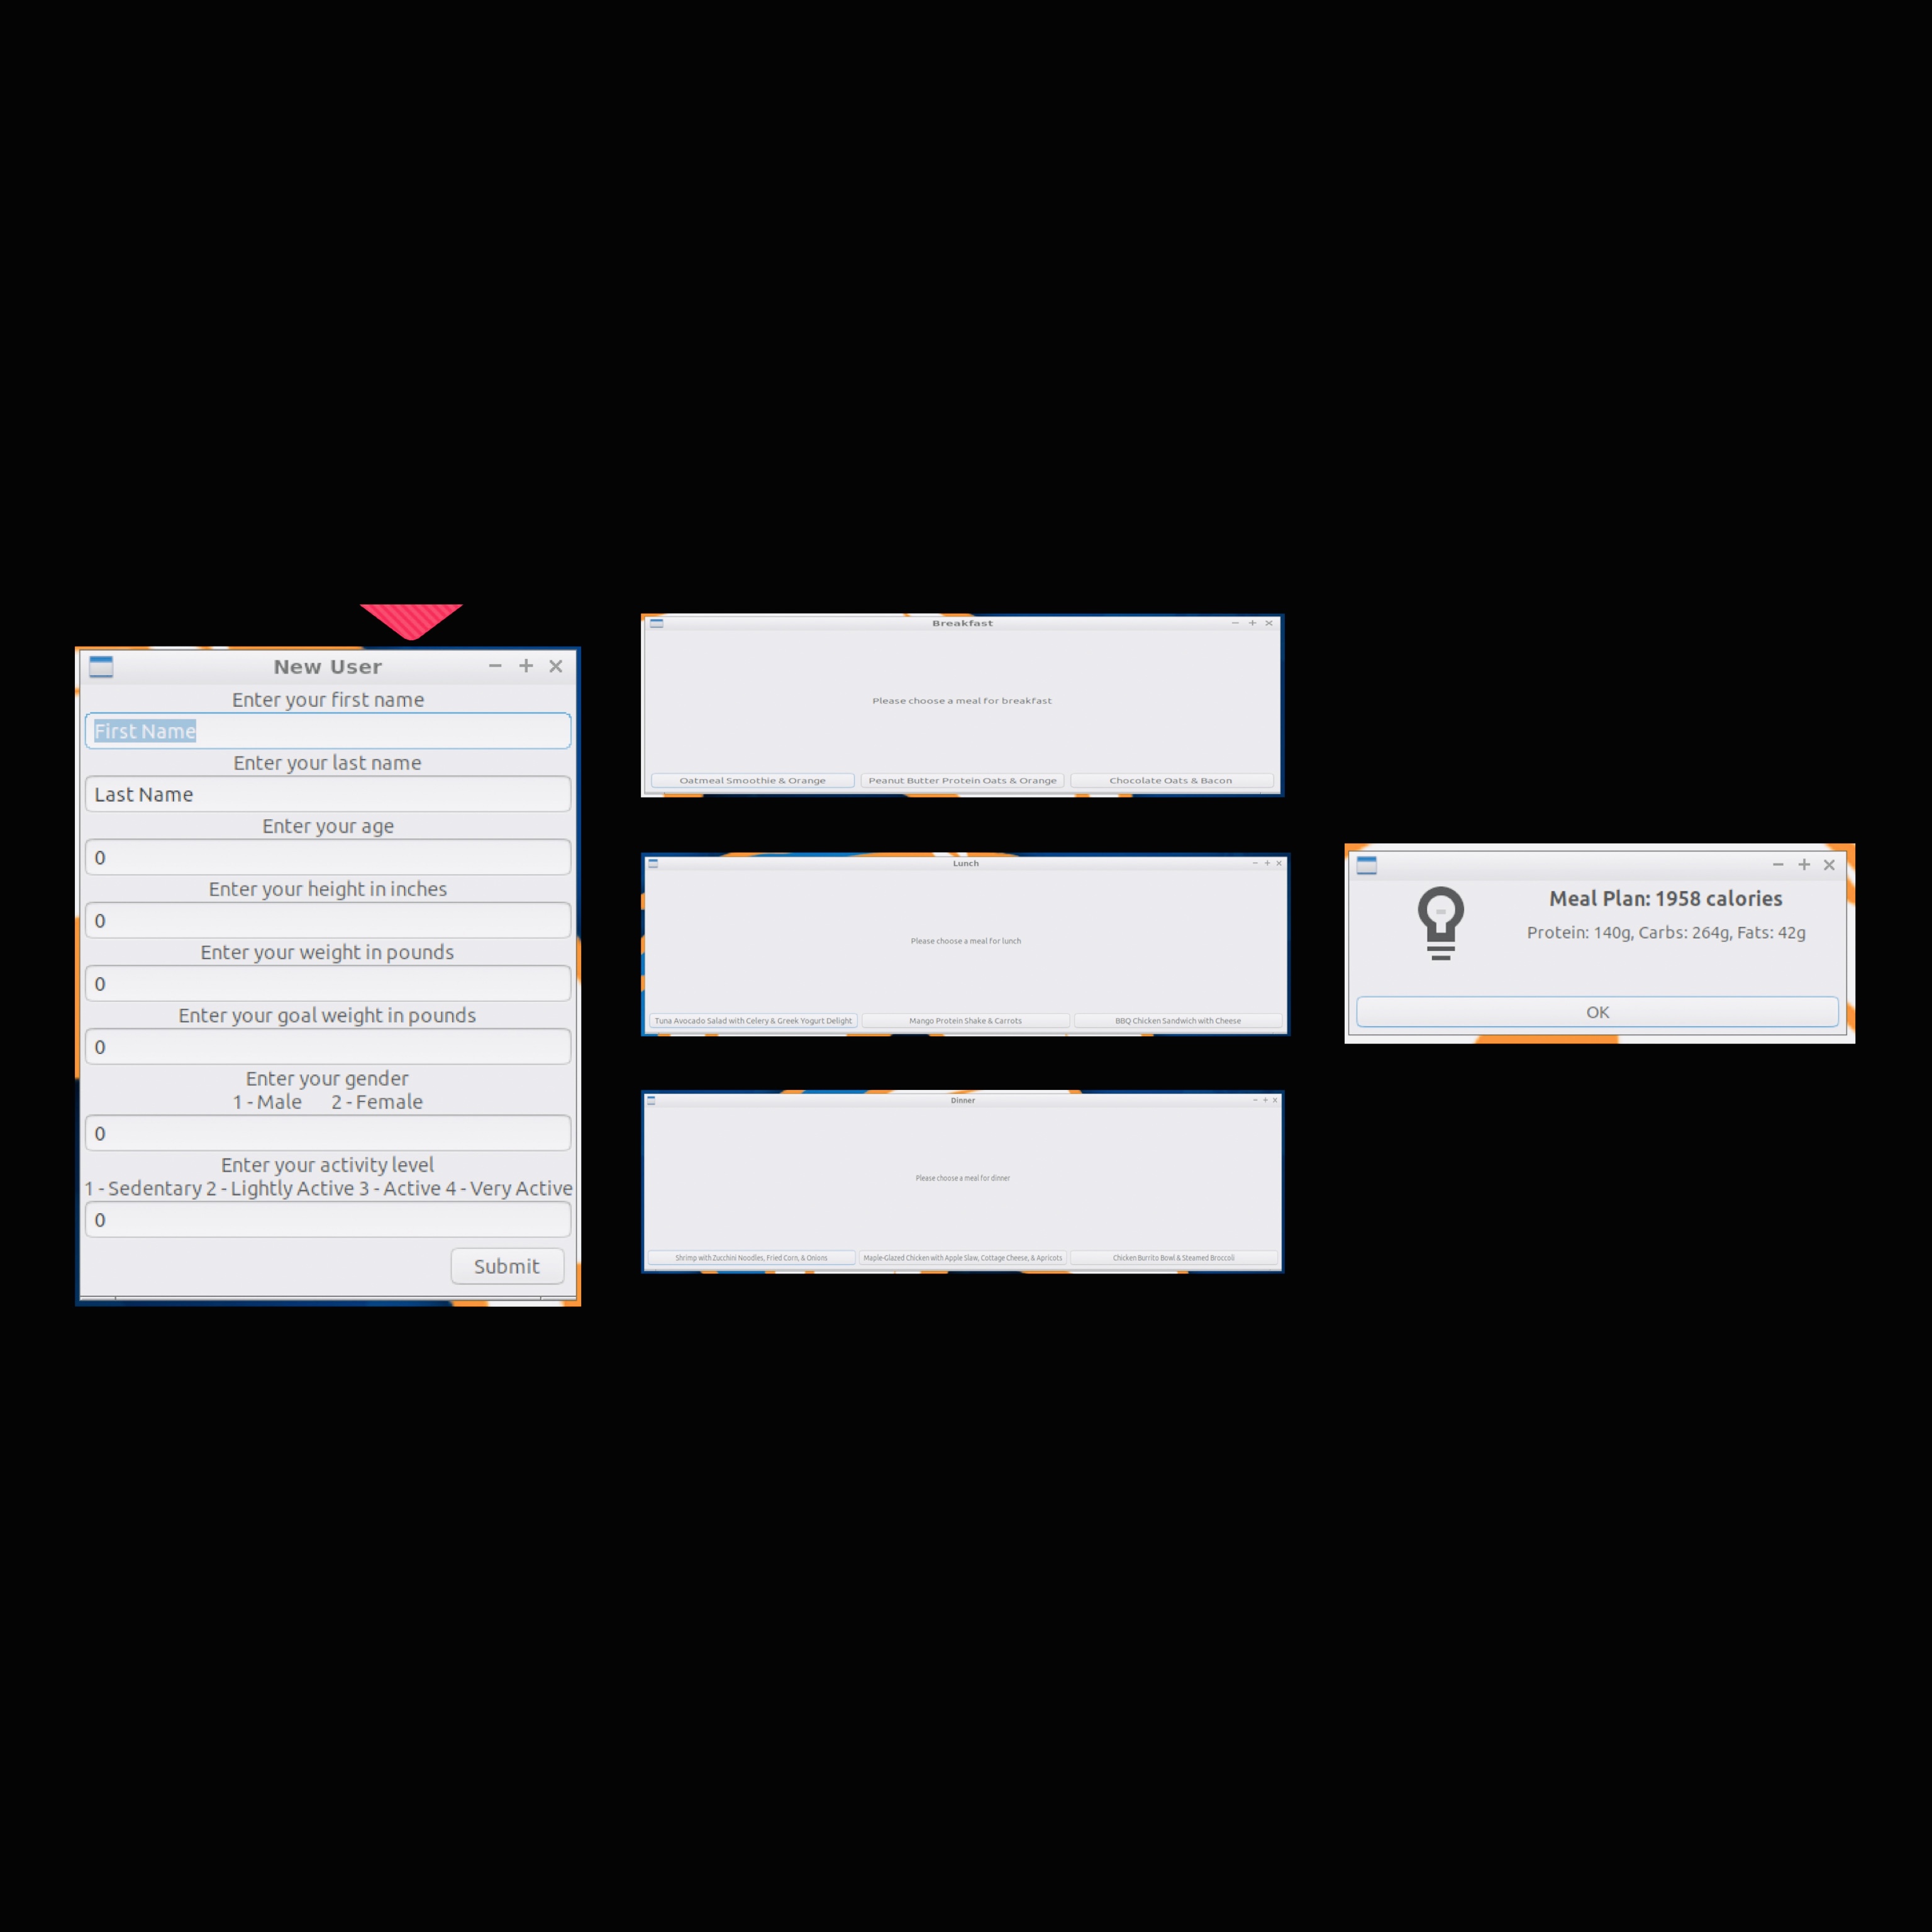 New User
Enter your first name
First Name
Enter your last name
Last Name
Enter your age
0
Enter your height in inches
0
Enter your weight in pounds
0
Enter your goal weight in pounds
0
Enter your gender
1 - Male 2 - Female
0
Enter your activity level
1 - Sedentary 2 - Lightly Active 3 - Active 4 - Very Active
0
Submit
Breakfast
Please choose a meal for breakfast
Oatmeal Smoothie & Orange
Peanut Butter Protein Oats & Orange
Chocolate Oats & Bacon
Lunch
Please choose a meal for lunch
Tuna Avocado Salad with Celery & Greek Yogurt Delight
Mango Protein Shake & Carrots
BBQ Chicken Sandwich with Cheese
Dinner
Please choose a meal for dinner
Shrimp with Zucchini Noodles, Fried Corn, & Onions
Maple-Glazed Chicken with Apple Slaw, Cottage Cheese, & Apricots
Chicken Burrito Bowl & Steamed Broccoli
Meal Plan: 1958 calories
Protein: 140g, Carbs: 264g, Fats: 42g
OK